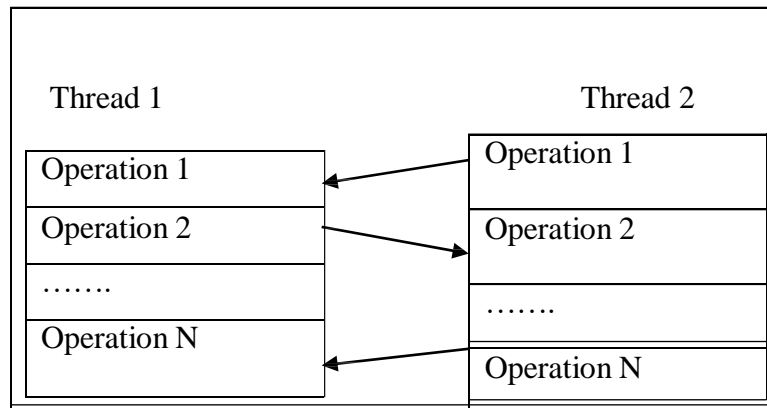 Thread 1
Thread 2
Operation 1
Operation 2
…….
Operation N
Operation 1
Operation 2
…….
Operation N